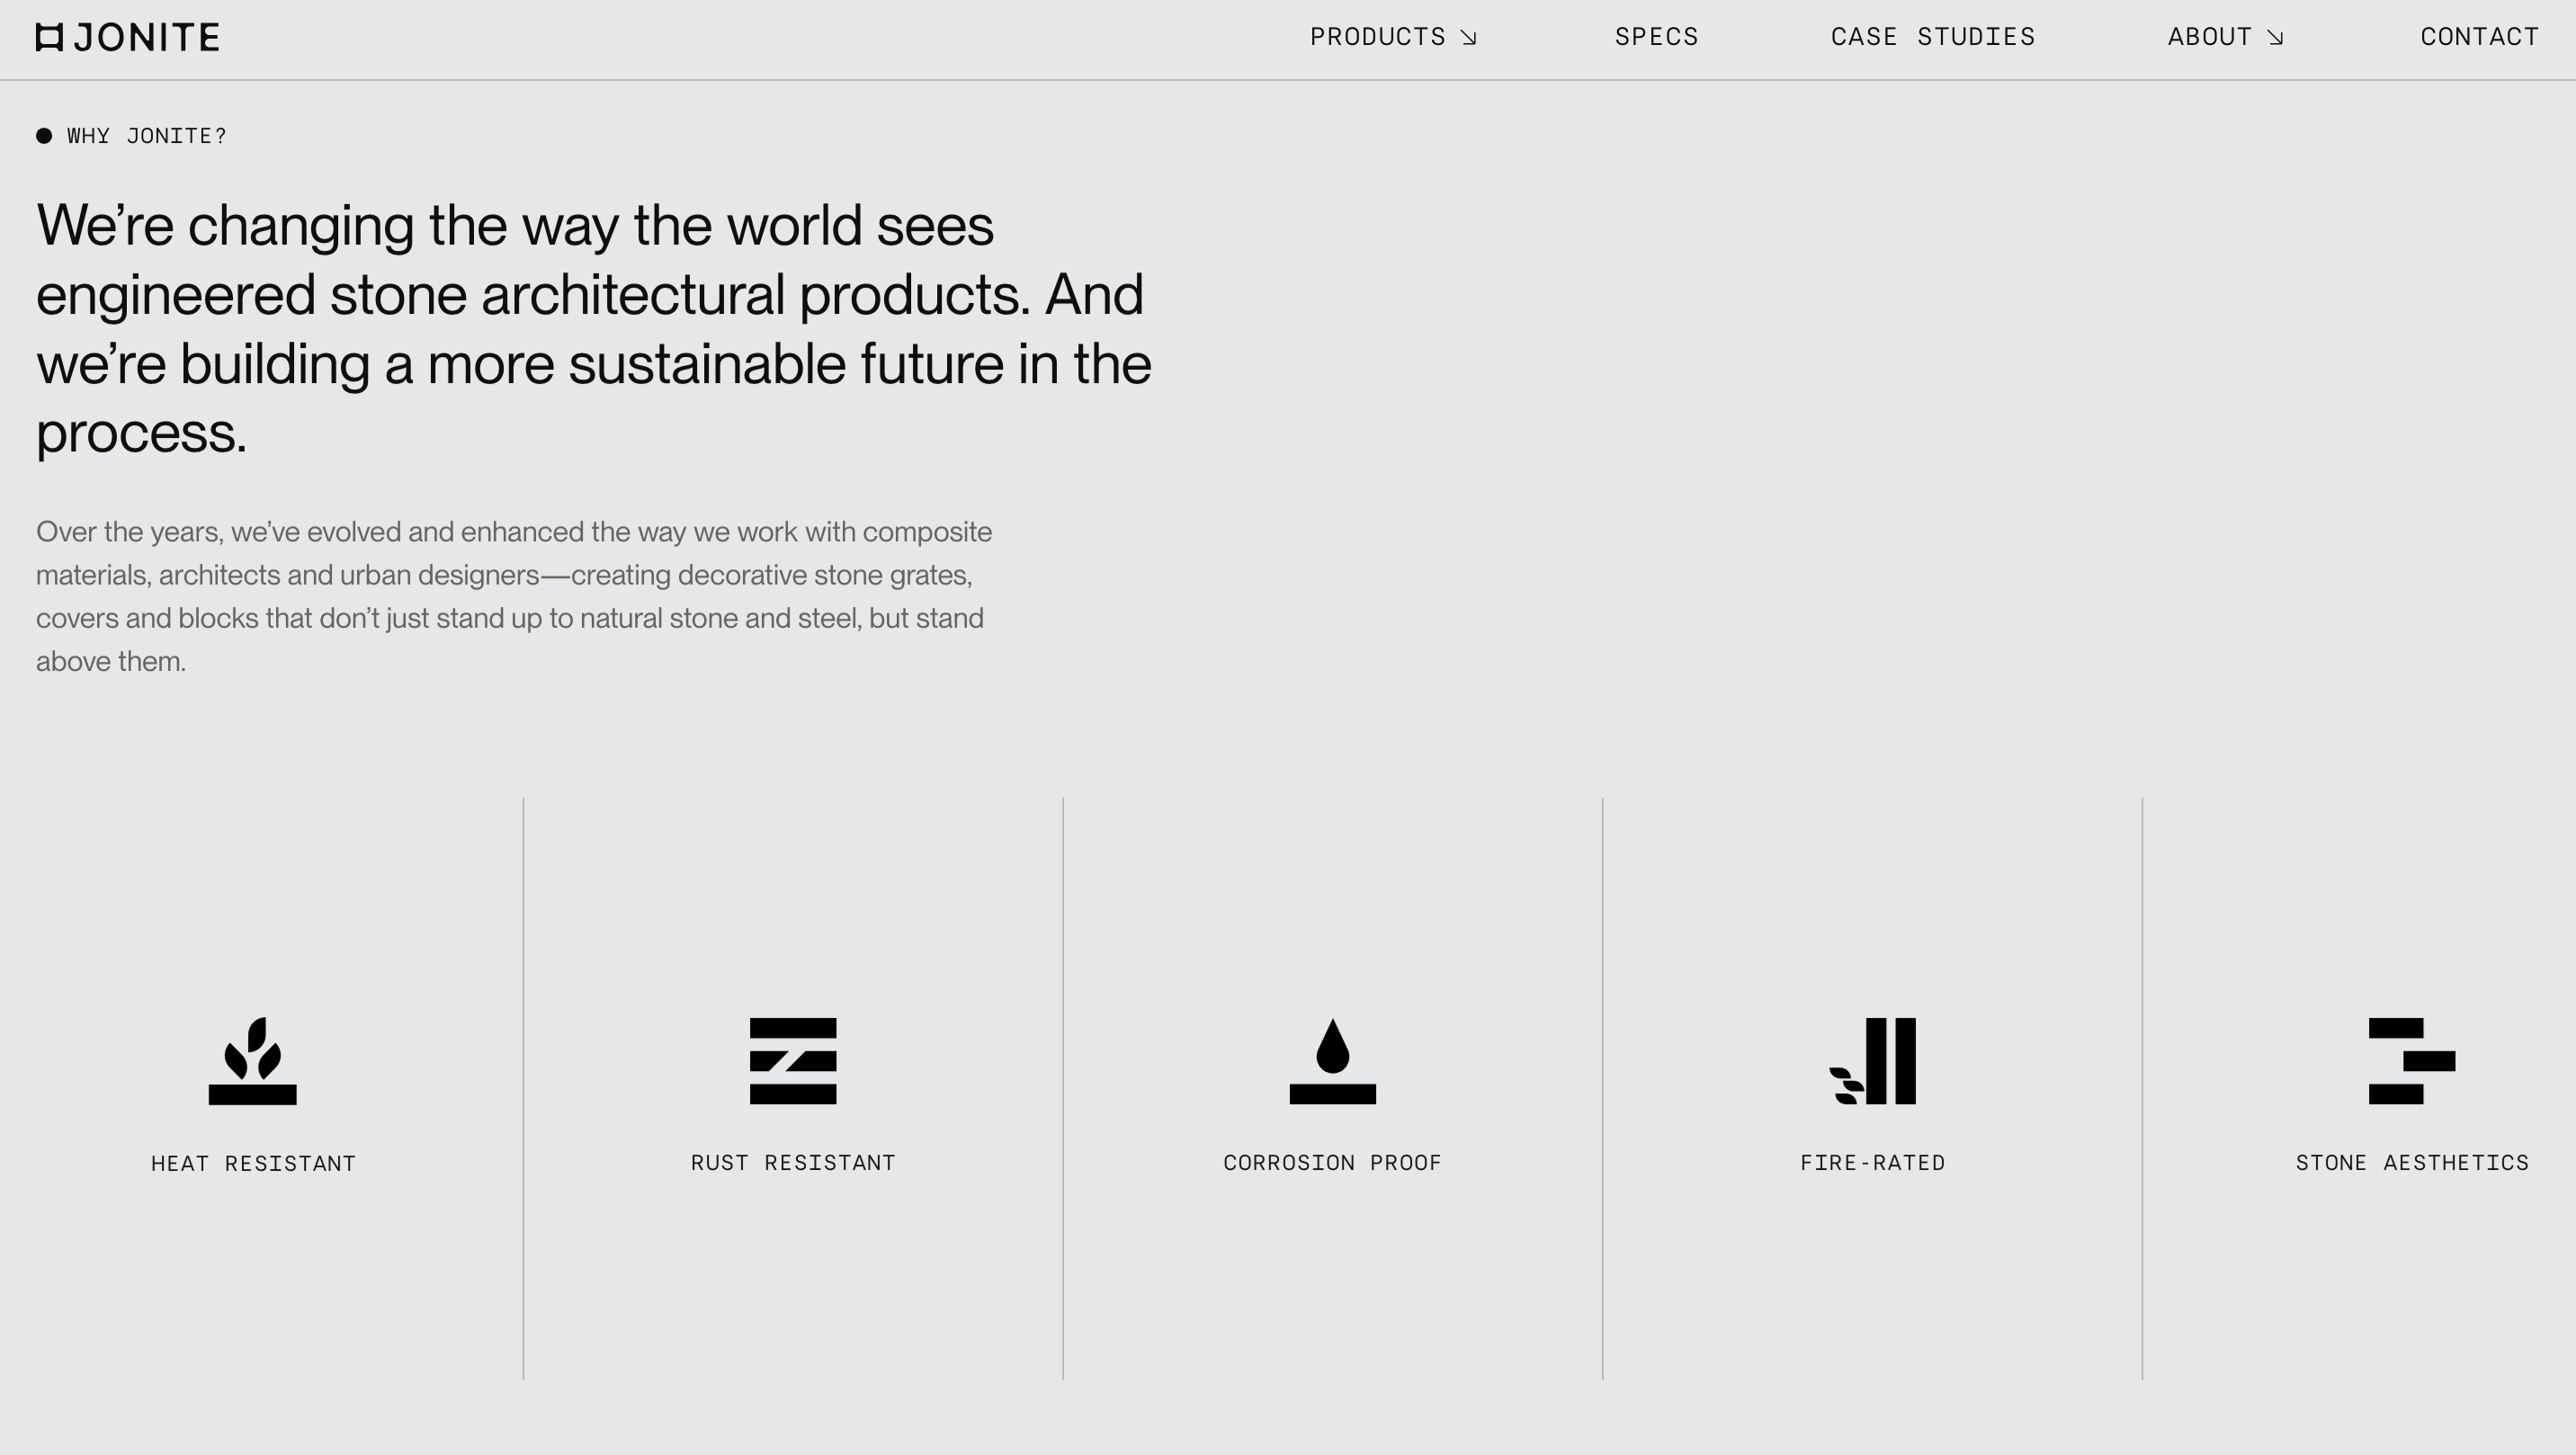 JONITE
PRODUCTS
SPECS
CASE STUDIES
ABOUT
CONTACT
WHY JONITE?
We’re changing the way the world sees
engineered stone architectural products. And
we’re building a more sustainable future in the
process.
Over the years, we’ve evolved and enhanced the way we work with composite
materials, architects and urban designers—creating decorative stone grates,
covers and blocks that don’t just stand up to natural stone and steel, but stand
above them.
HEAT RESISTANT
RUST RESISTANT
CORROSION PROOF
FIRE-RATED
STONE AESTHETICS